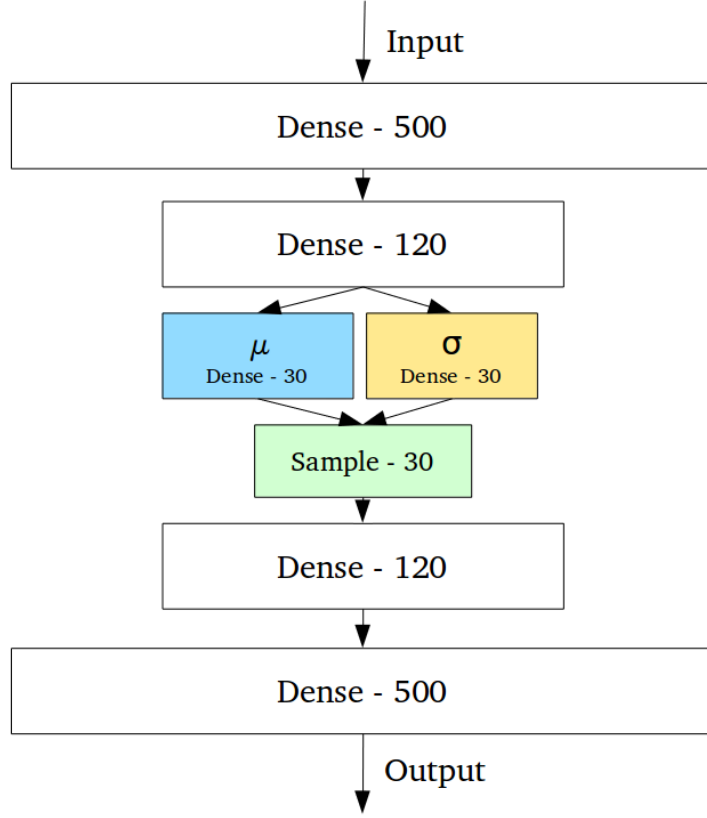 Input
Dense - 500
Dense - 120
μ
Dense - 30
σ
Dense - 30
Sample - 30
Dense - 120
Dense - 500
Output